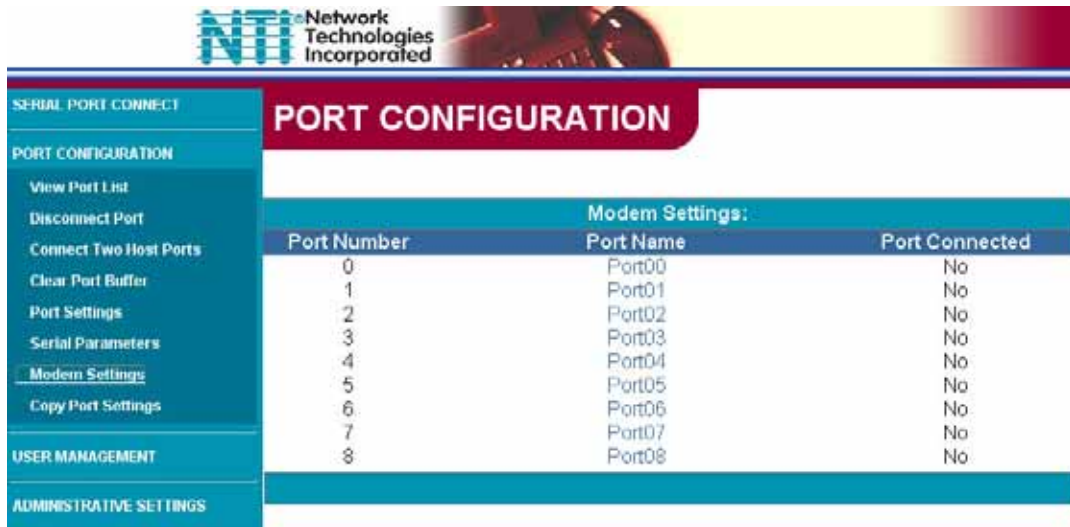 Network
Technologies
Incorporated
NTI
SERIAL PORT CONNECT
PORT CONFIGURATION
View Port List
Disconnect Port
Connect Two Host Ports
Clear Port Buffer
Port Settings
Serial Parameters
Modem Settings
Copy Port Settings
USER MANAGEMENT
ADMINISTRATIVE SETTINGS
PORT CONFIGURATION
Modem Settings:
Port Number Port Name Port Connected
0 Port00 No
1 Port01 No
2 Port02 No
3 Port03 No
4 Port04 No
5 Port05 No
6 Port06 No
7 Port07 No
8 Port08 No